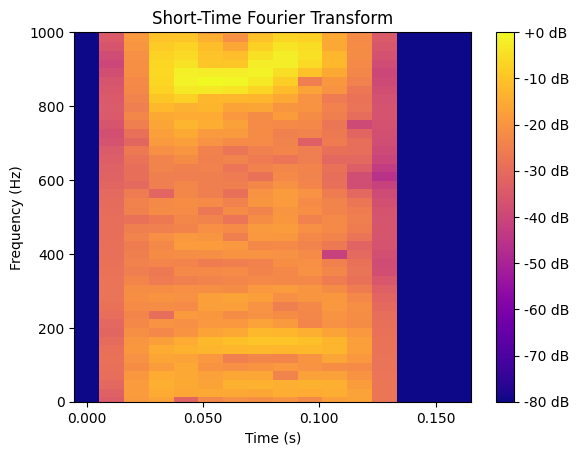 Short-Time Fourier Transform
1000
800
600
400
200
0
Frequency (Hz)
0.000
0.050
0.100
0.150
Time (s)
+0 dB
-10 dB
-20 dB
-30 dB
-40 dB
-50 dB
-60 dB
-70 dB
-80 dB